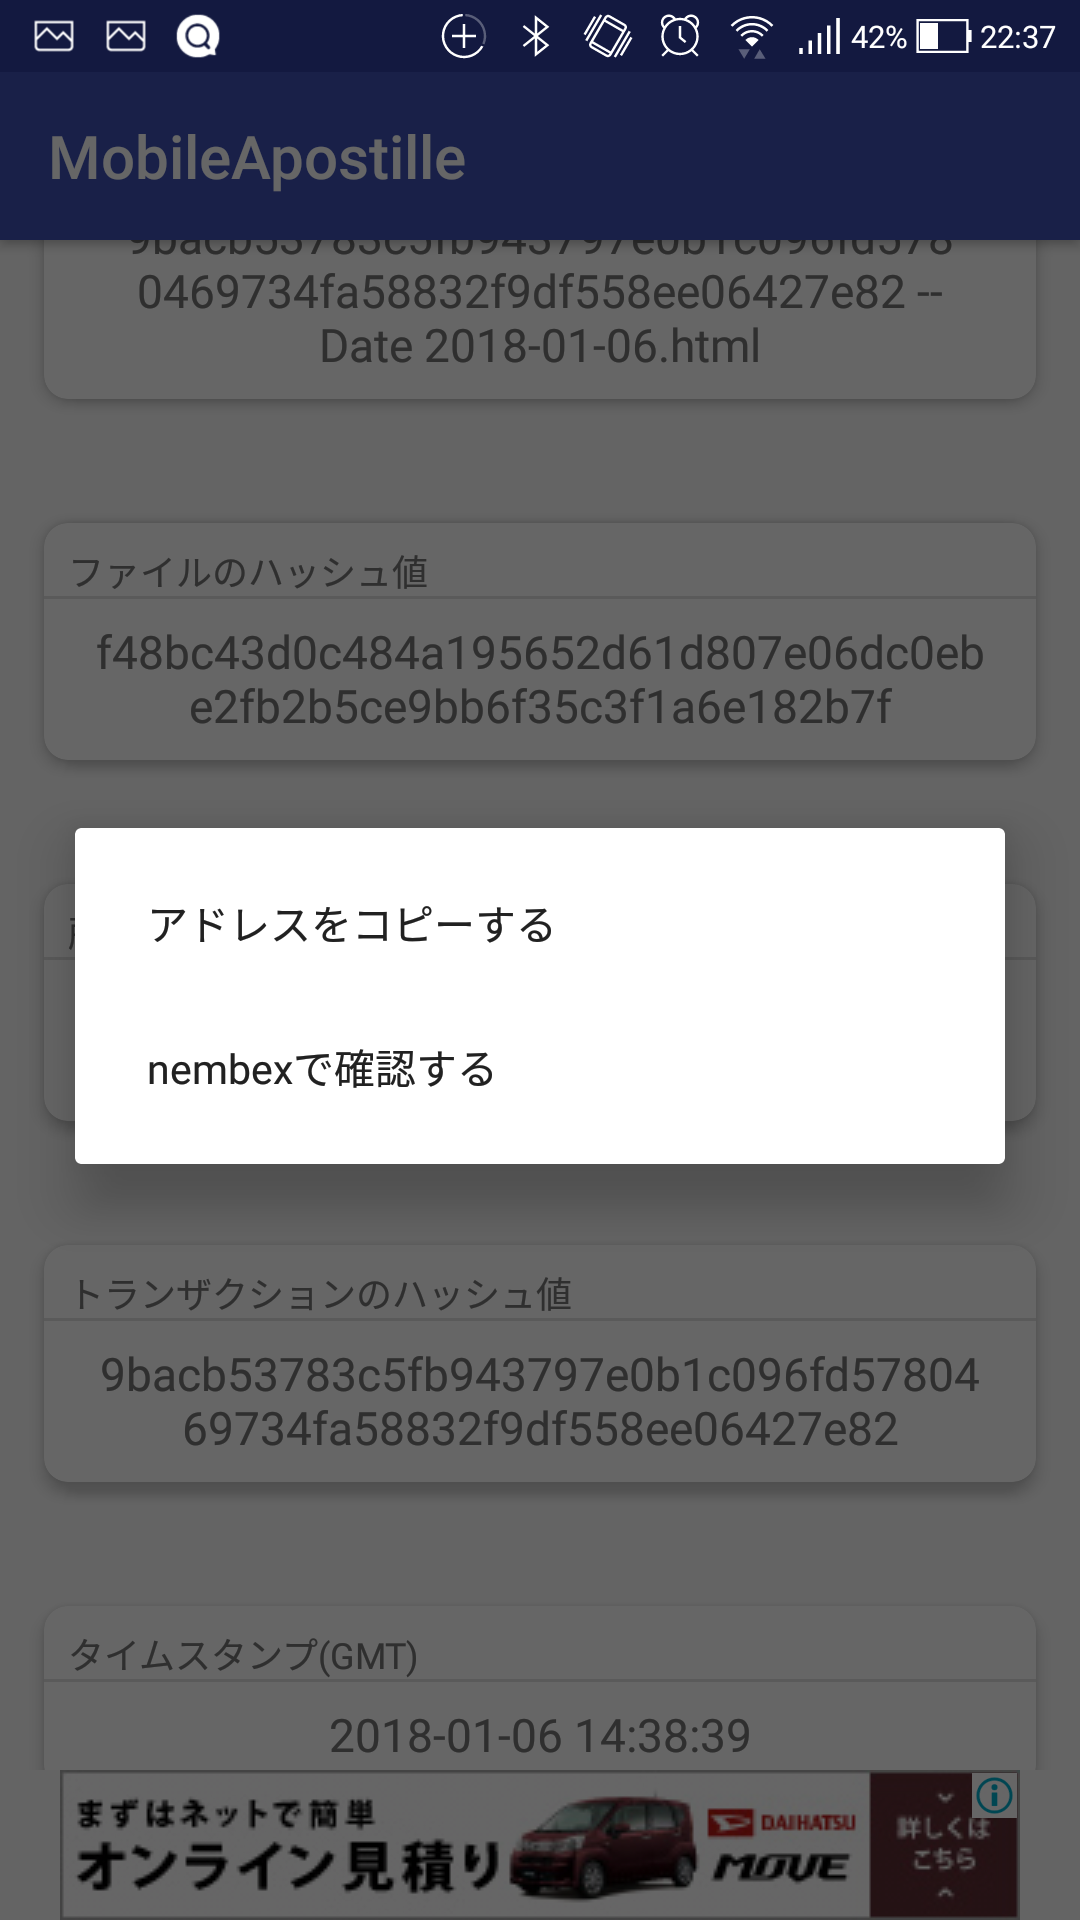 42% 22:37
MobileApostille
9bacb53783c5fb943797e0b1c096fd578
0469734fa58832f9df558ee06427e82 --
Date 2018-01-06.html
ファイルのハッシュ値
f48bc43d0c484a195652d61d807e06dc0eb
e2fb2b5ce9bb6f35c3f1a6e182b7f
アドレスをコピーする
nembexで確認する
トランザクションのハッシュ値
9bacb53783c5fb943797e0b1c096fd57804
69734fa58832f9df558ee06427e82
タイムスタンプ(GMT)
2018-01-06 14:38:39
まずはネットで簡単
オンライン見積り
DAIHATSU
MOVE
詳しくは
こちら